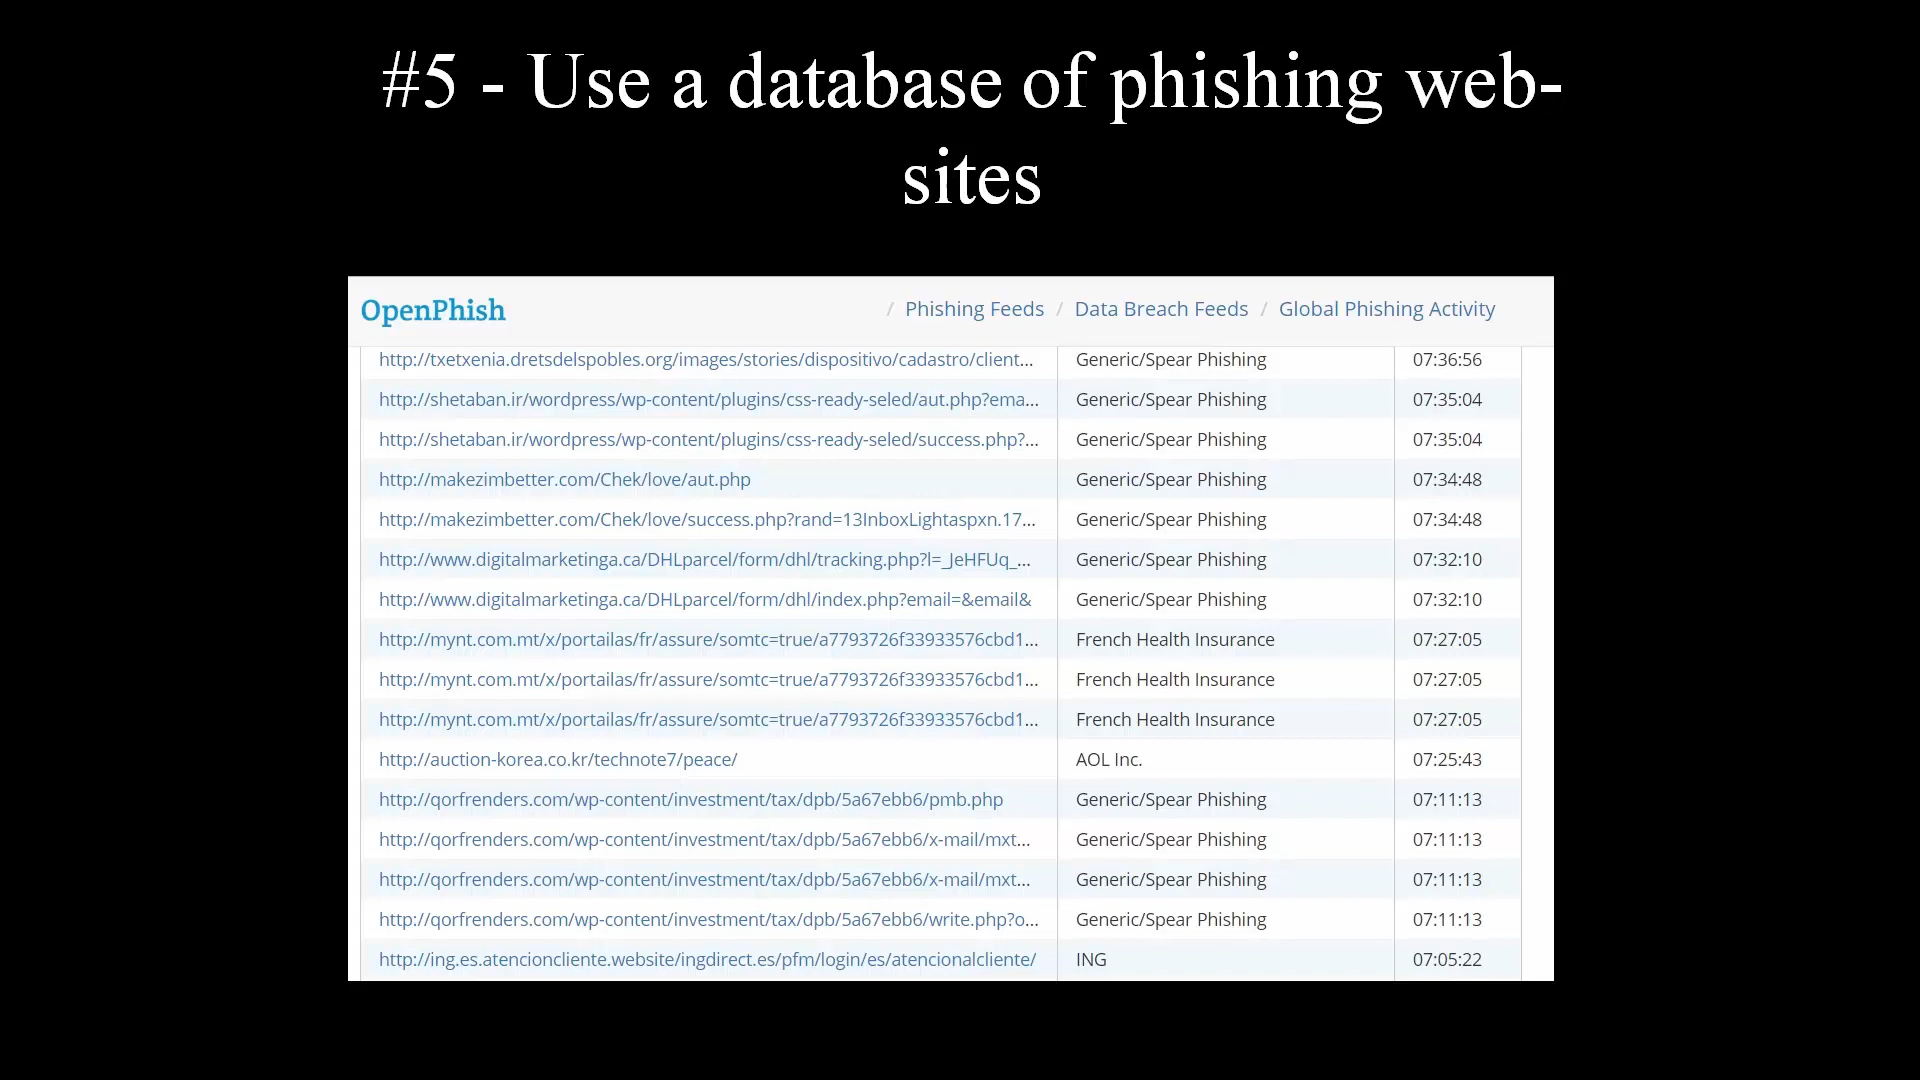 #5 - Use a database of phishing web-
sites
OpenPhish / Phishing Feeds / Data Breach Feeds / Global Phishing Activity
http://txetxenia.dretsdelspobles.org/images/stories/dispositivo/cadastro/client... Generic/Spear Phishing 07:36:56
http://shetaban.ir/wordpress/wp-content/plugins/css-ready-seled/aut.php?ema... Generic/Spear Phishing 07:35:04
http://shetaban.ir/wordpress/wp-content/plugins/css-ready-seled/success.php?... Generic/Spear Phishing 07:35:04
http://makezimbetter.com/Chek/love/aut.php Generic/Spear Phishing 07:34:48
http://makezimbetter.com/Chek/love/success.php?rand=13InboxLightaspxn.17... Generic/Spear Phishing 07:34:48
http://www.digitalmarketinga.ca/DHLparcel/form/dhl/tracking.php?l=_JeHFUq_... Generic/Spear Phishing 07:32:10
http://www.digitalmarketinga.ca/DHLparcel/form/dhl/index.php?email=&email& Generic/Spear Phishing 07:32:10
http://mynt.com.mt/x/portailas/fr/assure/somtc=true/a7793726f33933576cbd1... French Health Insurance 07:27:05
http://mynt.com.mt/x/portailas/fr/assure/somtc=true/a7793726f33933576cbd1... French Health Insurance 07:27:05
http://mynt.com.mt/x/portailas/fr/assure/somtc=true/a7793726f33933576cbd1... French Health Insurance 07:27:05
http://auction-korea.co.kr/technote7/peace/ AOL Inc. 07:25:43
http://qorfrenders.com/wp-content/investment/tax/dpb/5a67ebb6/pmb.php Generic/Spear Phishing 07:11:13
http://qorfrenders.com/wp-content/investment/tax/dpb/5a67ebb6/x-mail/mxt... Generic/Spear Phishing 07:11:13
http://qorfrenders.com/wp-content/investment/tax/dpb/5a67ebb6/x-mail/mxt... Generic/Spear Phishing 07:11:13
http://qorfrenders.com/wp-content/investment/tax/dpb/5a67ebb6/write.php?o... Generic/Spear Phishing 07:11:13
http://ing.es.atencioncliente.website/ingdirect.es/pfm/login/es/atencionalcliente/ ING 07:05:22